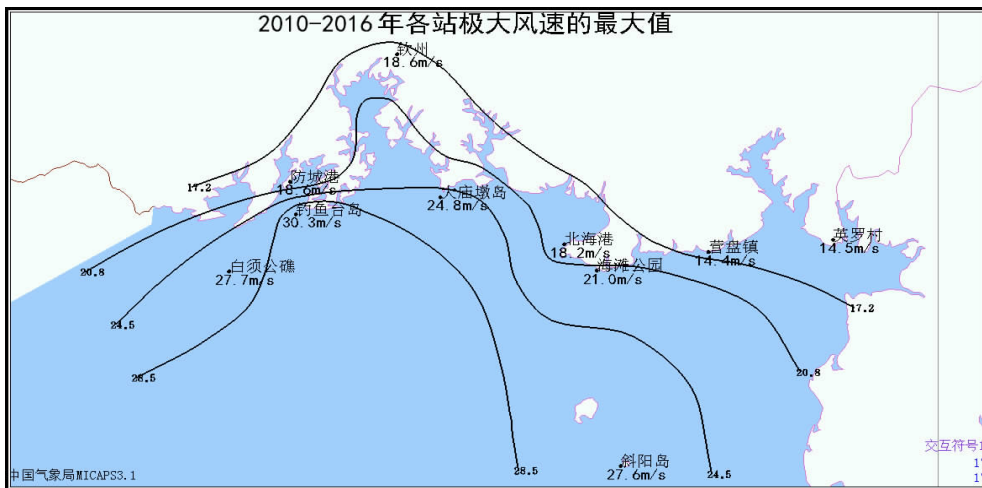 2010-2016年各站极大风速的最大值
钦州
18.6m/s
防城港
18.6m/s
17.2
大庙墩岛
24.8m/s
钓鱼台岛
30.3m/s
北海港
18.2m/s
营盘镇
14.4m/s
英罗村
14.5m/s
白须公礁
27.7m/s
海滩公园
21.0m/s
20.8
17.2
24.5
28.5
20.8
交互符号1
斜阳岛
27.6m/s
28.5
24.5
中国气象局MICAPS3.1